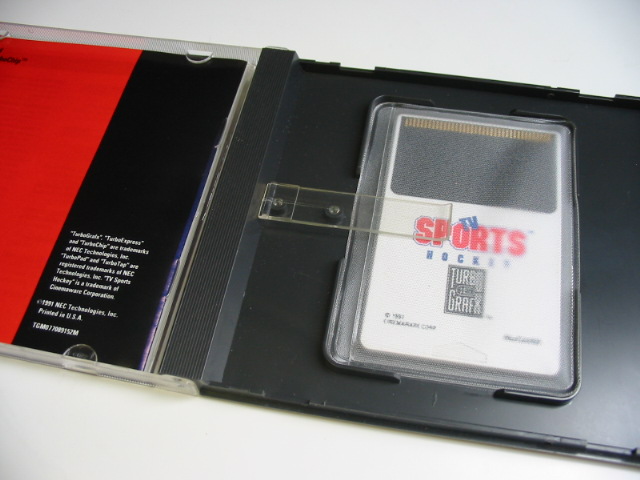 "TurboGrafx", "TurboExpress"
and "TurboChip" are trademarks
of NEC Technologies, Inc.
"TurboPad" and "TurboTap" are
registered trademarks of NEC
Technologies, Inc. "TV Sports
Hockey" is a trademark of
Cinemaware Corporation.
©1991 NEC Technologies, Inc.
Printed in U.S.A.
TV
SPORTS
HOCKEY
TURBO
GRAFX
™
© 1991
CINEMAWARE CORP.